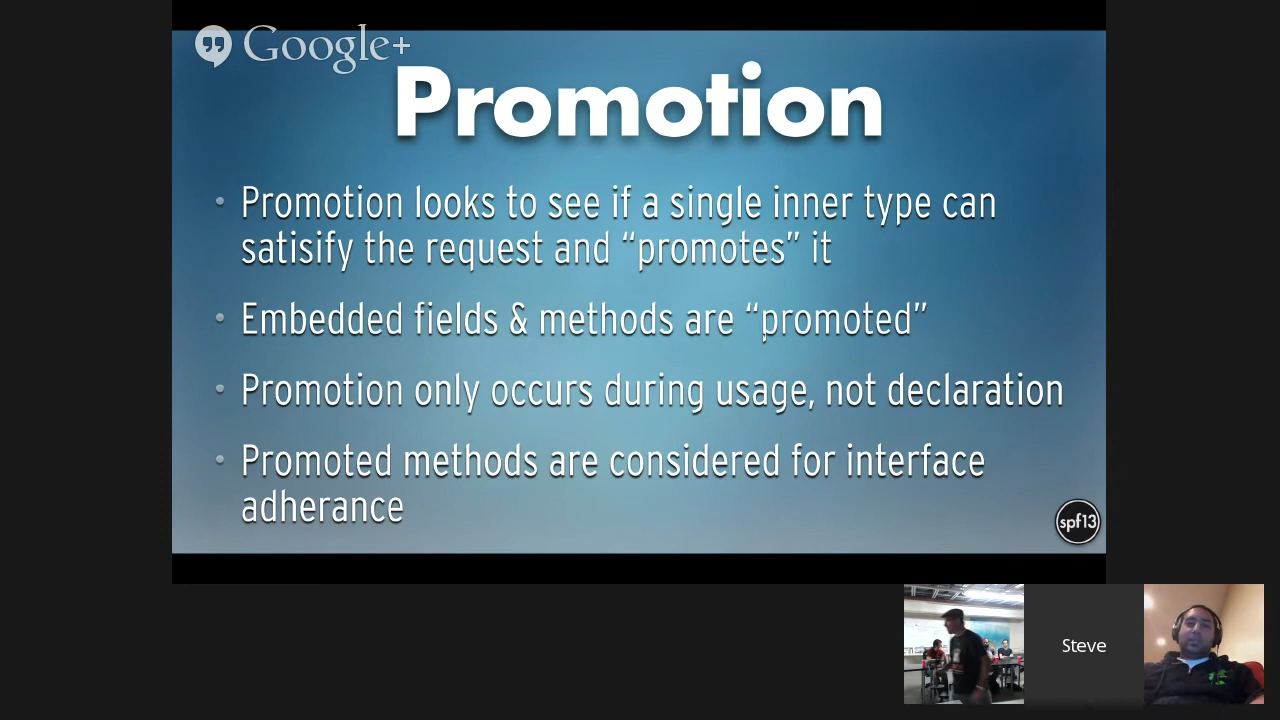 Google+
Promotion
• Promotion looks to see if a single inner type can
satisify the request and “promotes” it
• Embedded fields & methods are “promoted”
• Promotion only occurs during usage, not declaration
• Promoted methods are considered for interface
adherance
spf13
Steve